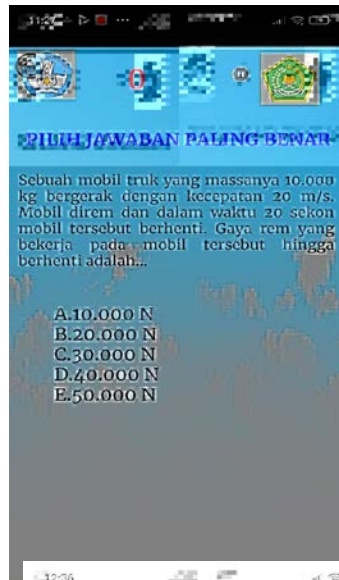 PILIH JAWABAN PALING BENAR
Sebuah mobil truk yang massanya 10.000
kg bergerak dengan kecepatan 20 m/s.
Mobil direm dan dalam waktu 20 sekon
mobil tersebut berhenti. Gaya rem yang
bekerja pada mobil tersebut hingga
berhenti adalah...
A.10.000 N
B.20.000 N
C.30.000 N
D.40.000 N
E.50.000 N
12:36